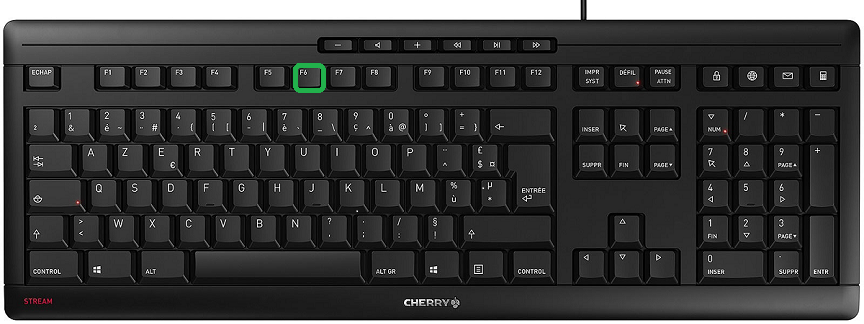 ECHAP F1 F2 F3 F4 F5 F6 F7 F8 F9 F10 F11 F12 IMPR SYST DÉFIL PAUSE ATTN
² 1 & 2 é ~ 3 " # 4 ' { 5 ( [ 6 - | 7 è ` 8 _ \ 9 ç ^ 0 à @ ° ) ] + = } INSER PAGE NUM / * -
A Z E € R T Y U I O P ¨ ^ £ $ ¤ SUPPR FIN PAGE 7 8 9 PAGE +
Q S D F G H J K L M % ù µ * ENTRÉE 4 5 6
> < W X C V B N ? , . ; / : § ! 1 FIN 2 3 PAGE
CONTROL ALT ALT GR CONTROL 0 INSER . SUPPR ENTR
STREAM CHERRY